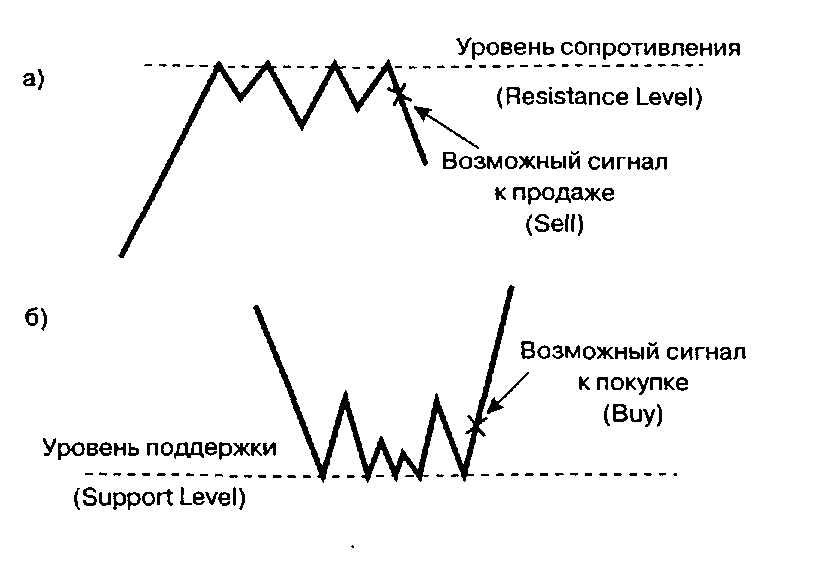 а)
Уровень сопротивления
(Resistance Level)
Возможный сигнал
к продаже
(Sell)
б)
Возможный сигнал
к покупке
(Buy)
Уровень поддержки
(Support Level)